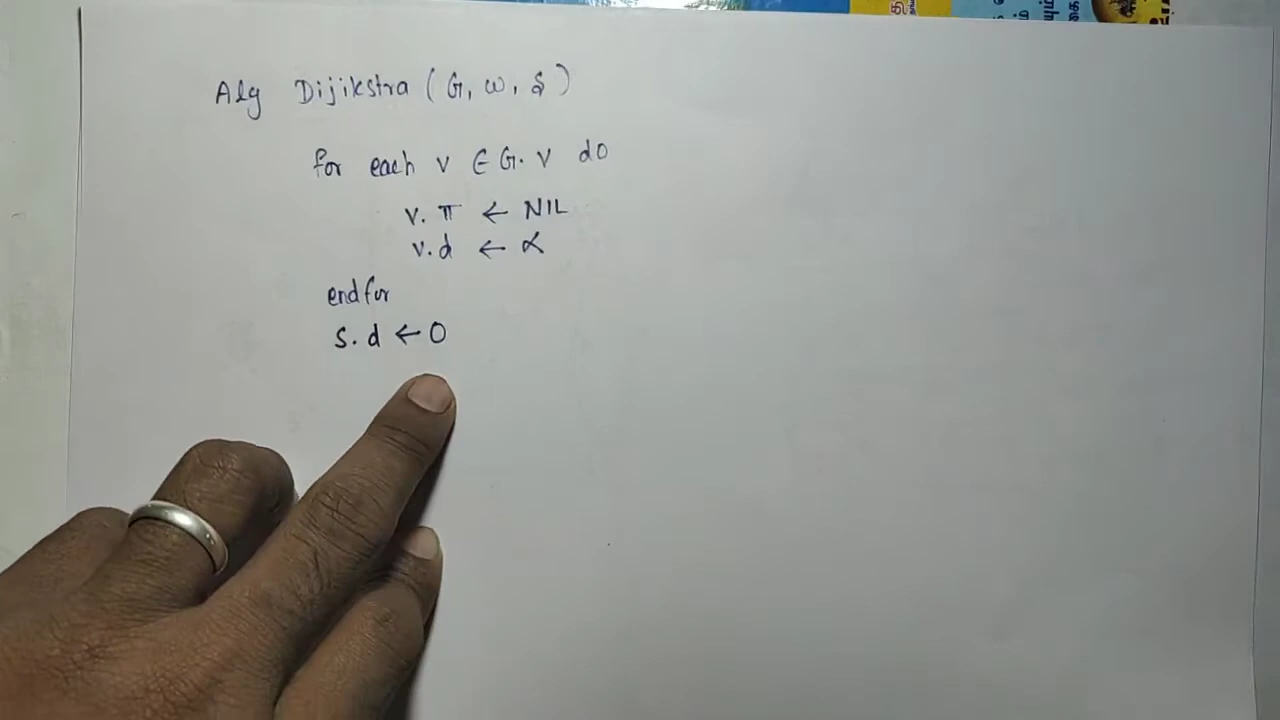 Alg Dijikstra (G, w, s)
for each v ∈ G.V do
v.π ← NIL
v.d ← α
endfor
s.d ← 0